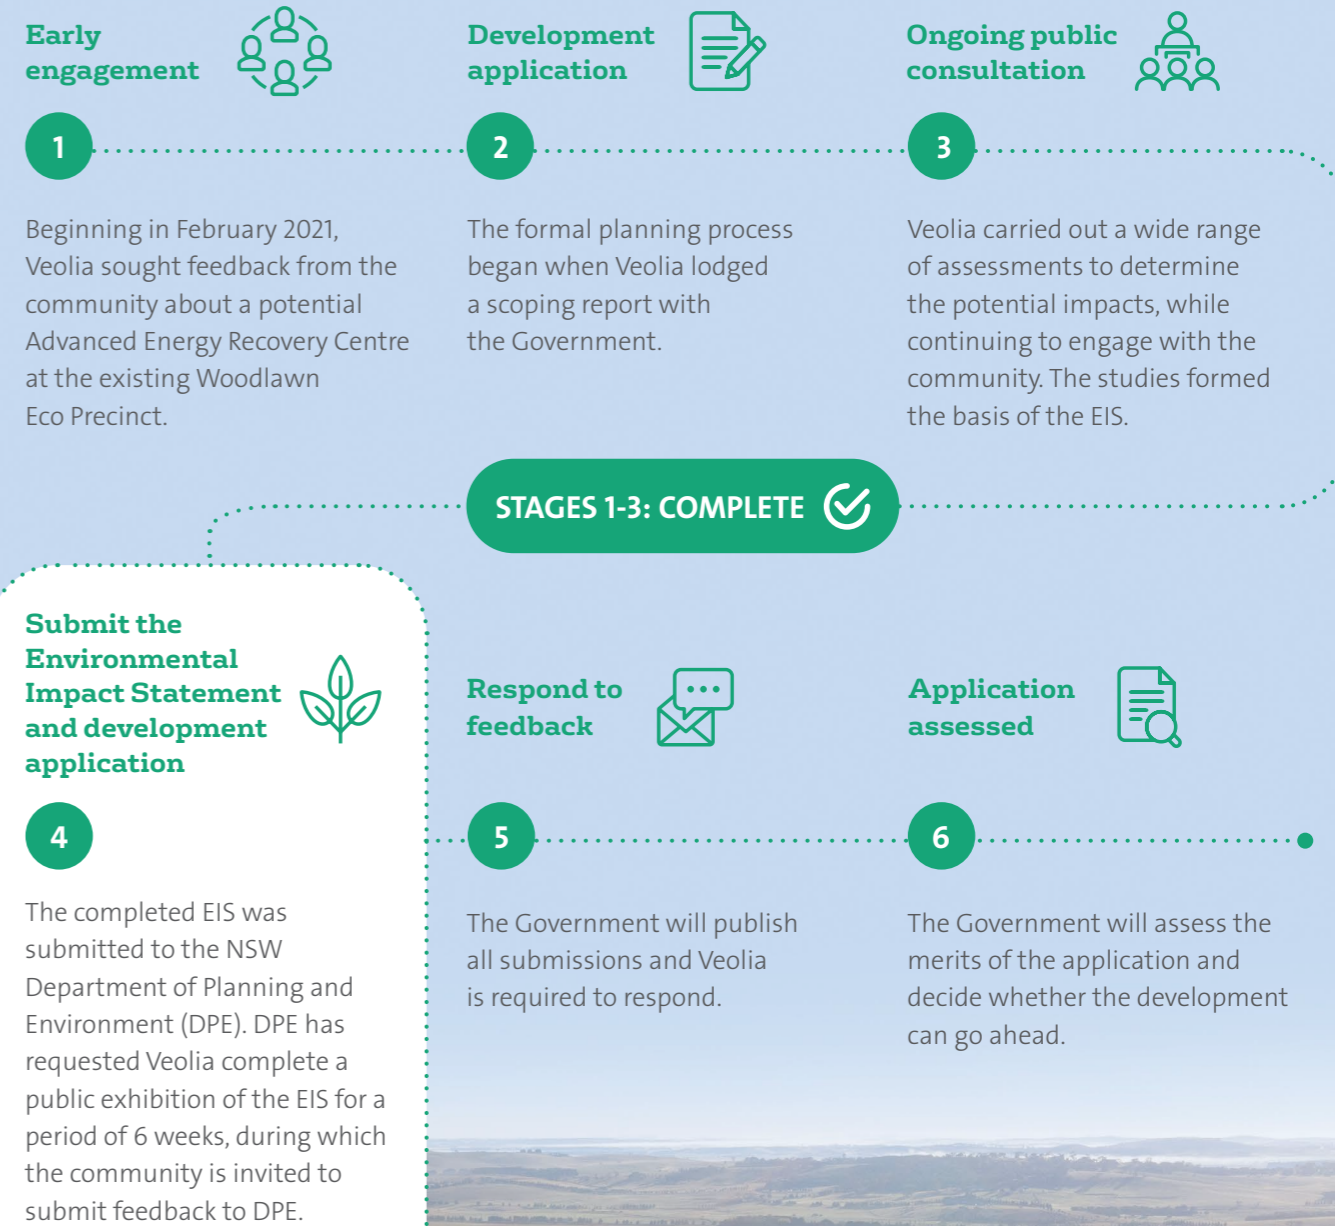 Early
engagement
1
Beginning in February 2021,
Veolia sought feedback from the
community about a potential
Advanced Energy Recovery Centre
at the existing Woodlawn
Eco Precinct.
Development
application
2
The formal planning process
began when Veolia lodged
a scoping report with
the Government.
Ongoing public
consultation
3
Veolia carried out a wide range
of assessments to determine
the potential impacts, while
continuing to engage with the
community. The studies formed
the basis of the EIS.
STAGES 1-3: COMPLETE
Submit the
Environmental
Impact Statement
and development
application
4
The completed EIS was
submitted to the NSW
Department of Planning and
Environment (DPE). DPE has
requested Veolia complete a
public exhibition of the EIS for a
period of 6 weeks, during which
the community is invited to
submit feedback to DPE.
Respond to
feedback
5
The Government will publish
all submissions and Veolia
is required to respond.
Application
assessed
6
The Government will assess the
merits of the application and
decide whether the development
can go ahead.